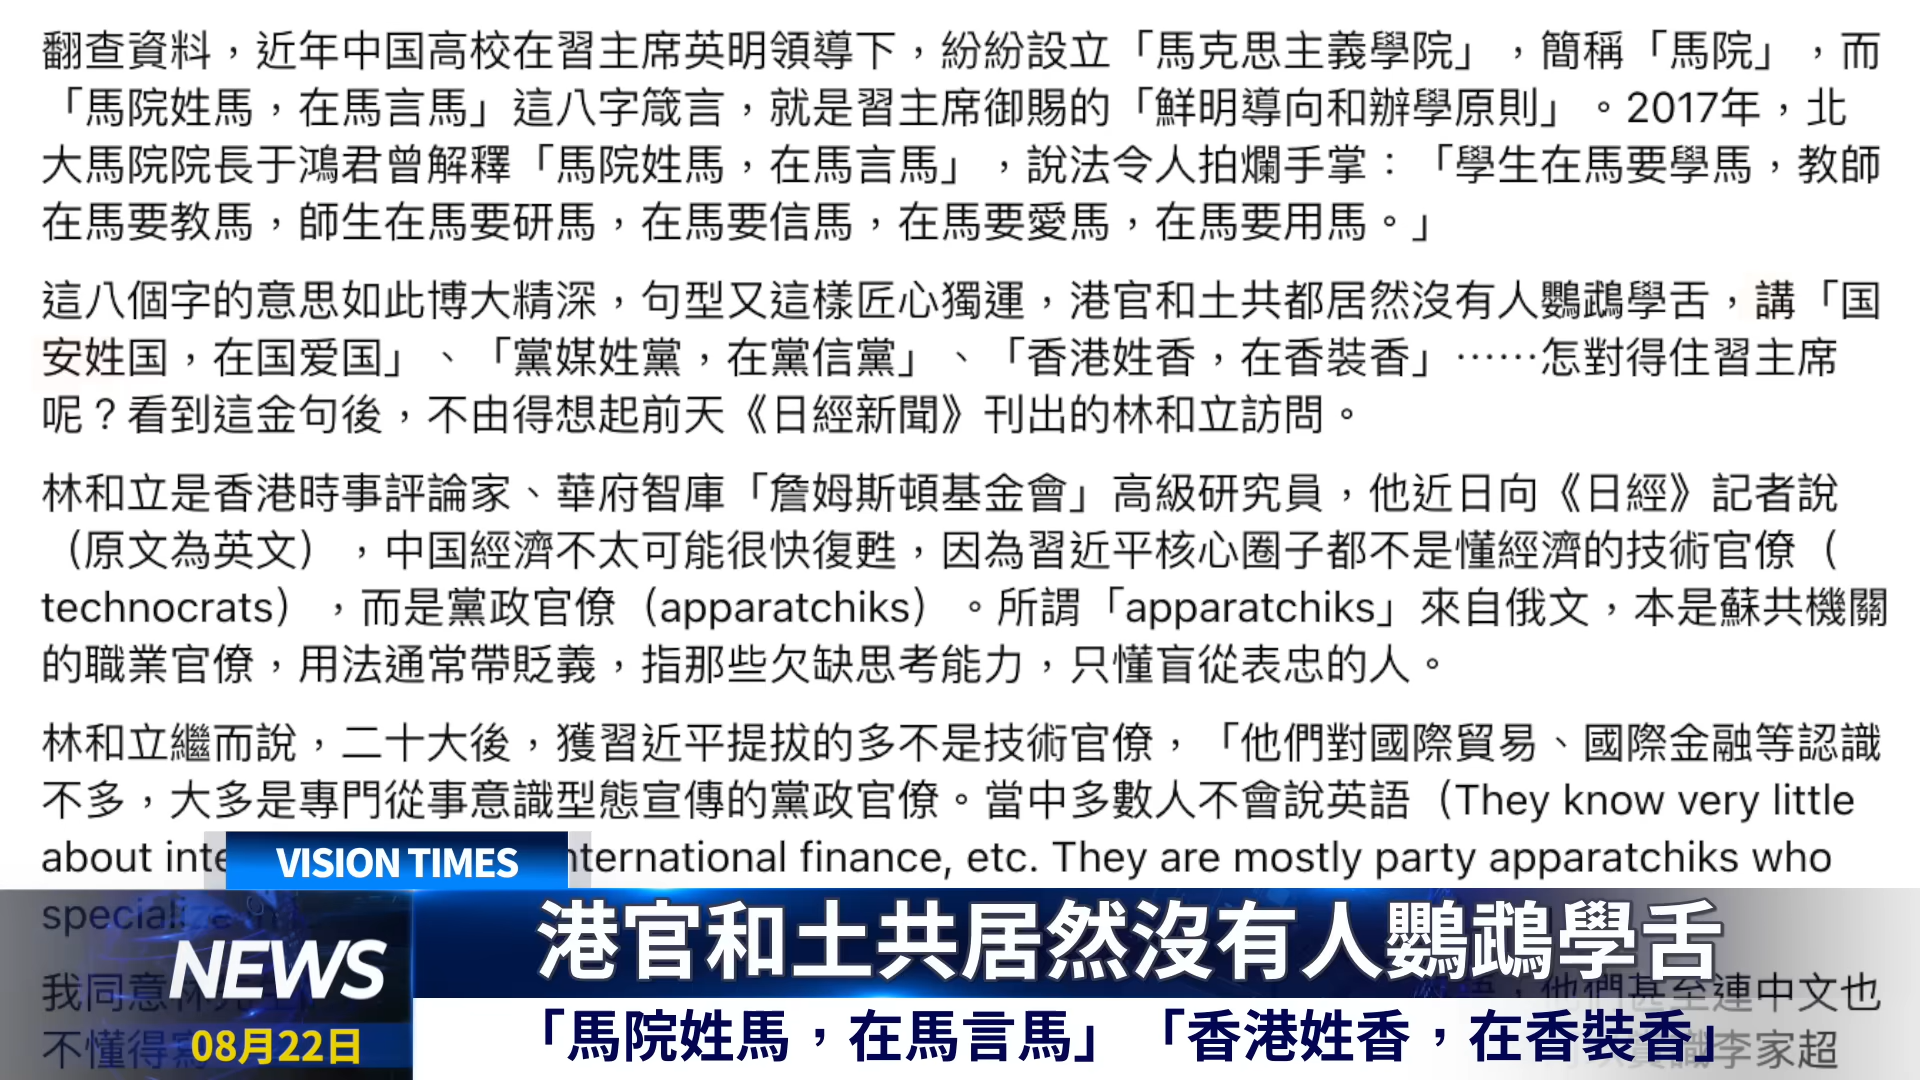 翻查資料，近年中国高校在習主席英明領導下，紛紛設立「馬克思主義學院」，簡稱「馬院」，而
「馬院姓馬，在馬言馬」這八字箴言，就是習主席御賜的「鮮明導向和辦學原則」。2017年，北
大馬院院長于鴻君曾解釋「馬院姓馬，在馬言馬」，說法令人拍爛手掌：「學生在馬要學馬，教師
在馬要教馬，師生在馬要研馬，在馬要信馬，在馬要愛馬，在馬要用馬。」
這八個字的意思如此博大精深，句型又這樣匠心獨運，港官和土共都居然沒有人鸚鵡學舌，講「国
安姓国，在国爱国」、「黨媒姓黨，在黨信黨」、「香港姓香，在香裝香」⋯⋯怎對得住習主席
呢？看到這金句後，不由得想起前天《日經新聞》刊出的林和立訪問。
林和立是香港時事評論家、華府智庫「詹姆斯頓基金會」高級研究員，他近日向《日經》記者說
（原文為英文），中国經濟不太可能很快復甦，因為習近平核心圈子都不是懂經濟的技術官僚（
technocrats），而是黨政官僚（apparatchiks）。所謂「apparatchiks」來自俄文，本是蘇共機關
的職業官僚，用法通常帶貶義，指那些欠缺思考能力，只懂盲從表忠的人。
林和立繼而說，二十大後，獲習近平提拔的多不是技術官僚，「他們對國際貿易、國際金融等認識
不多，大多是專門從事意識型態宣傳的黨政官僚。當中多數人不會說英語（They know very little
about inte nternational finance, etc. They are mostly party apparatchiks who
VISION TIMES
specialize in
港官和土共居然沒有人鸚鵡學舌
NEWS
我同意林 他們甚至連中文也
「馬院姓馬，在馬言馬」「香港姓香，在香裝香」
08月22日
不懂得寫 李家超